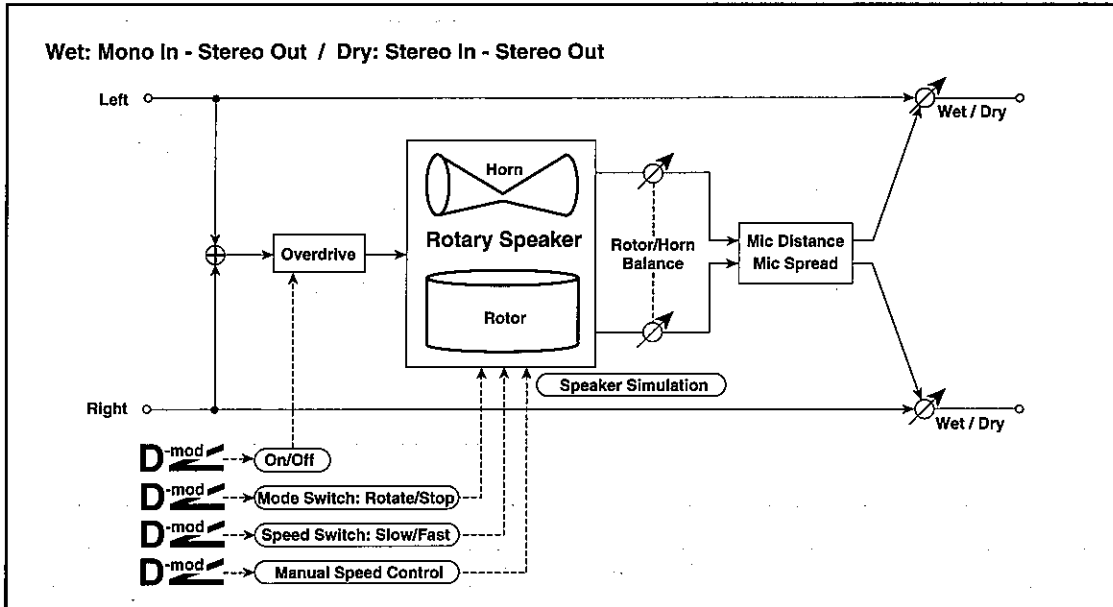 Wet: Mono In - Stereo Out / Dry: Stereo In - Stereo Out
Left
Wet / Dry
Horn
Rotary Speaker
Overdrive
Rotor/Horn
Balance
Mic Distance
Mic Spread
Rotor
Speaker Simulation
Right
Wet / Dry
D-mod
On/Off
D-mod
Mode Switch: Rotate/Stop
D-mod
Speed Switch: Slow/Fast
D-mod
Manual Speed Control